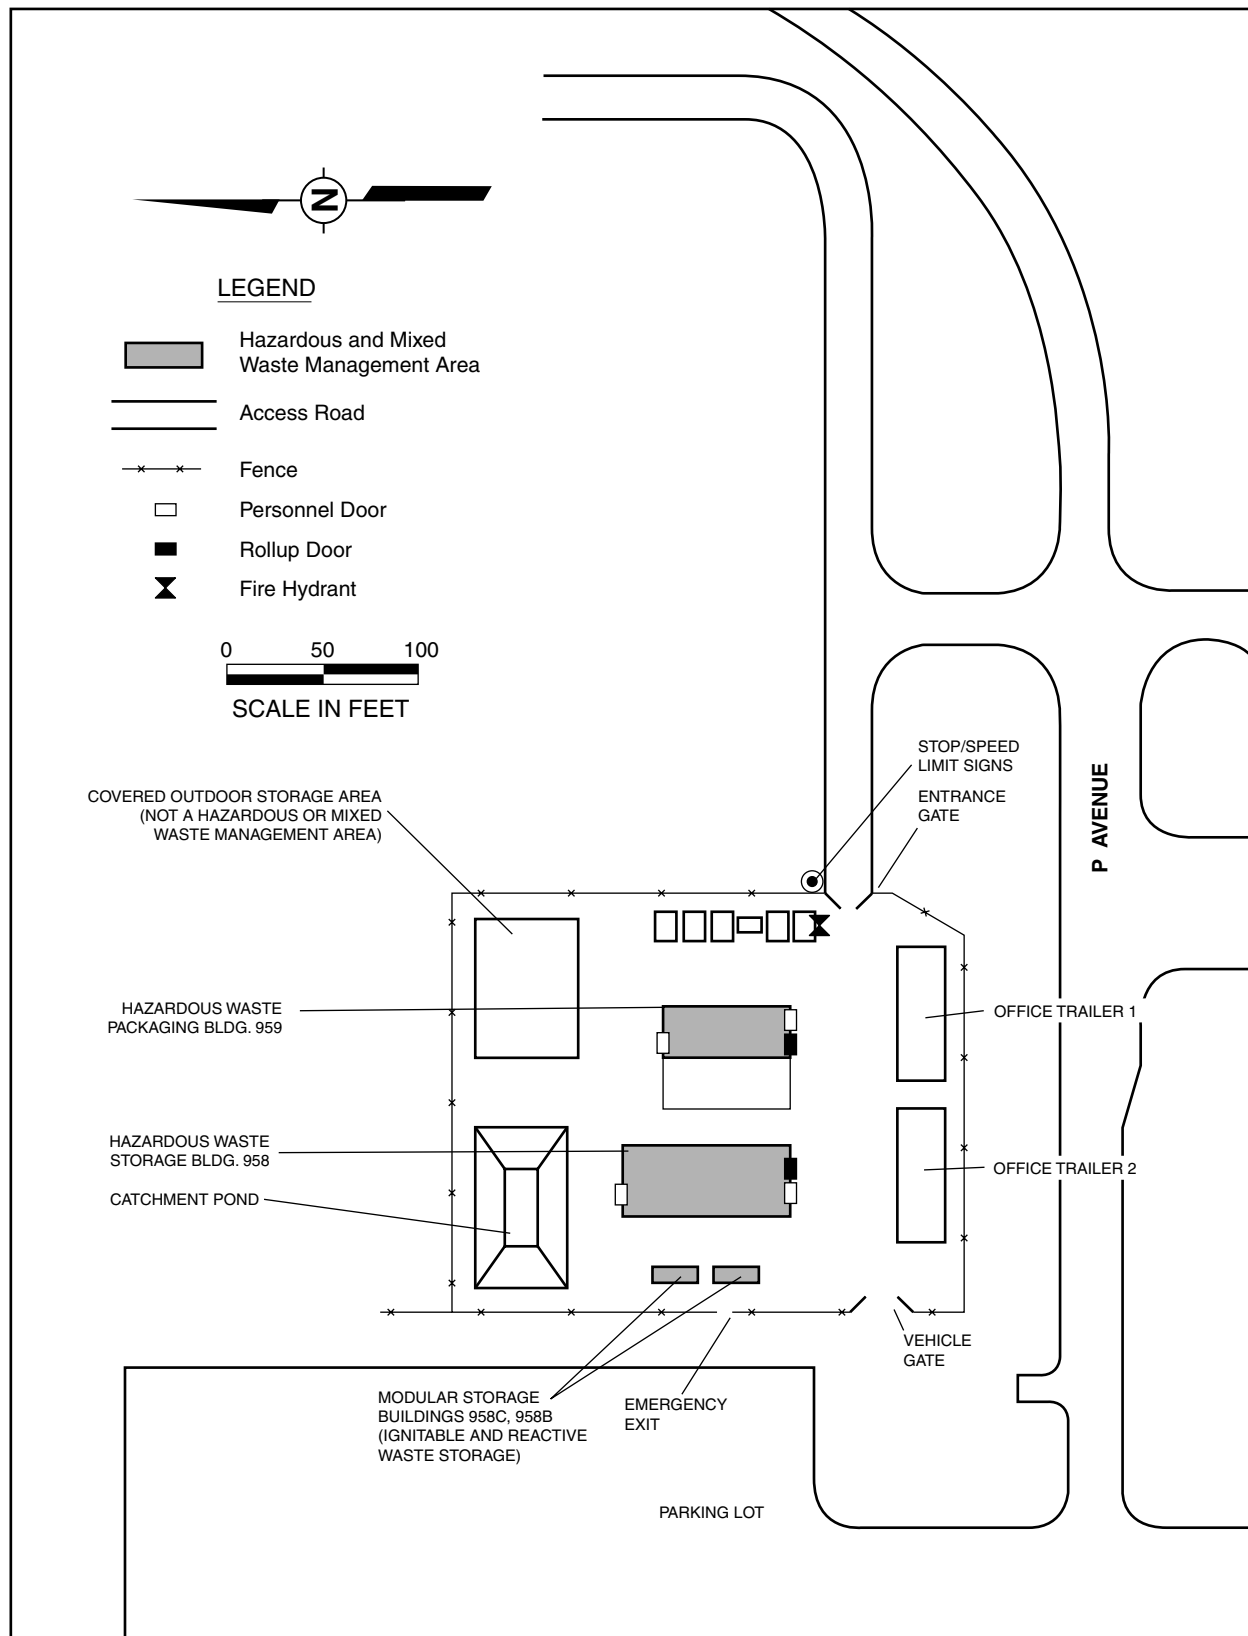 N
LEGEND
Hazardous and Mixed
Waste Management Area
Access Road
Fence
Personnel Door
Rollup Door
Fire Hydrant
0 50 100
SCALE IN FEET
STOP/SPEED
LIMIT SIGNS
ENTRANCE
GATE
P AVENUE
COVERED OUTDOOR STORAGE AREA
(NOT A HAZARDOUS OR MIXED
WASTE MANAGEMENT AREA)
HAZARDOUS WASTE
PACKAGING BLDG. 959
OFFICE TRAILER 1
HAZARDOUS WASTE
STORAGE BLDG. 958
OFFICE TRAILER 2
CATCHMENT POND
VEHICLE
GATE
MODULAR STORAGE
BUILDINGS 958C, 958B
(IGNITABLE AND REACTIVE
WASTE STORAGE)
EMERGENCY
EXIT
PARKING LOT